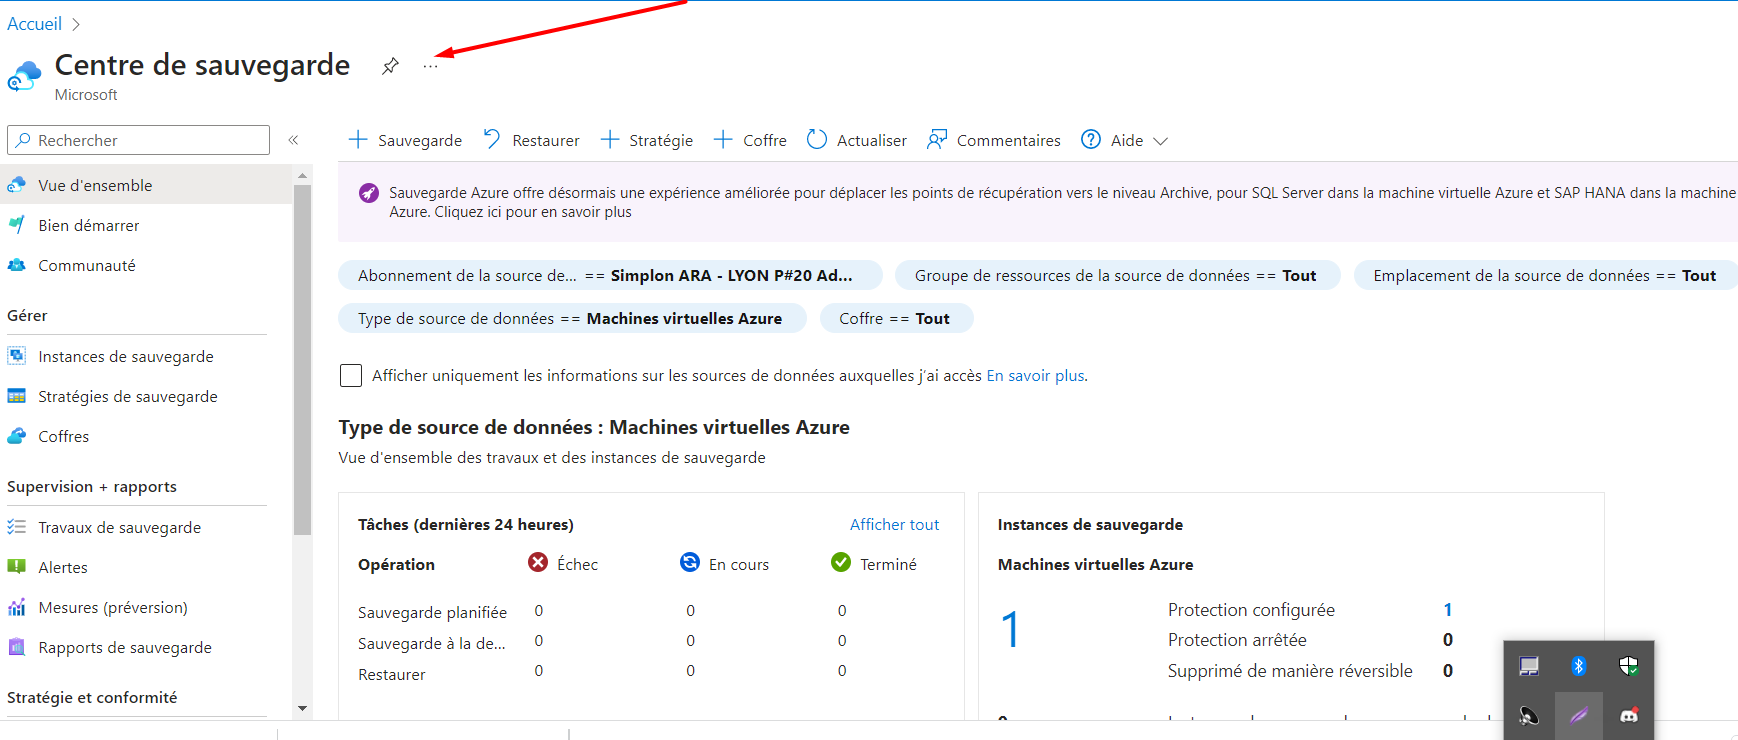 Accueil
Centre de sauvegarde
...
Microsoft
Rechercher
«
Sauvegarde
Restaurer
Stratégie
Coffre
Actualiser
Commentaires
Aide
Vue d'ensemble
Bien démarrer
Communauté
Gérer
Instances de sauvegarde
Stratégies de sauvegarde
Coffres
Supervision + rapports
Travaux de sauvegarde
Alertes
Mesures (préversion)
Rapports de sauvegarde
Stratégie et conformité
Sauvegarde Azure offre désormais une expérience améliorée pour déplacer les points de récupération vers le niveau Archive, pour SQL Server dans la machine virtuelle Azure et SAP HANA dans la machine
Azure. Cliquez ici pour en savoir plus
Abonnement de la source de... == Simplon ARA - LYON P#20 Ad...
Groupe de ressources de la source de données == Tout
Emplacement de la source de données == Tout
Type de source de données == Machines virtuelles Azure
Coffre == Tout
Afficher uniquement les informations sur les sources de données auxquelles j'ai accès En savoir plus.
Type de source de données : Machines virtuelles Azure
Vue d'ensemble des travaux et des instances de sauvegarde
Tâches (dernières 24 heures) Afficher tout
Opération Échec En cours Terminé
Sauvegarde planifiée 0 0 0
Sauvegarde à la de... 0 0 0
Restaurer 0 0 0
Instances de sauvegarde
Machines virtuelles Azure
1
Protection configurée 1
Protection arrêtée 0
Supprimé de manière réversible 0